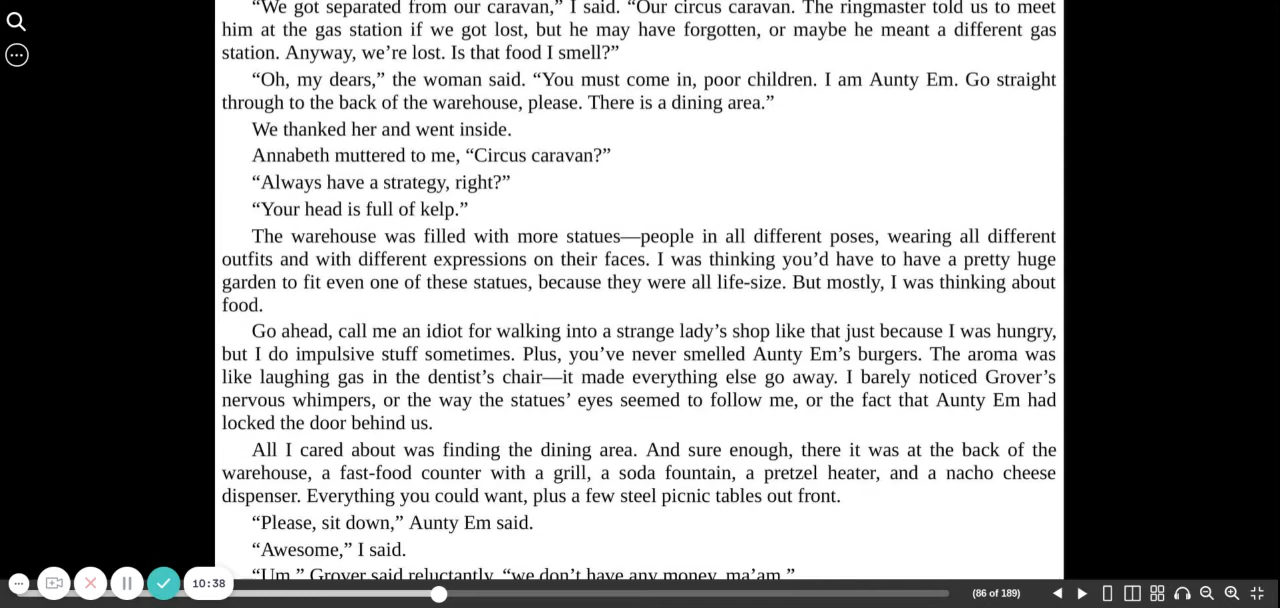 “We got separated from our caravan,” I said. “Our circus caravan. The ringmaster told us to meet
him at the gas station if we got lost, but he may have forgotten, or maybe he meant a different gas
station. Anyway, we’re lost. Is that food I smell?”
“Oh, my dears,” the woman said. “You must come in, poor children. I am Aunty Em. Go straight
through to the back of the warehouse, please. There is a dining area.”
We thanked her and went inside.
Annabeth muttered to me, “Circus caravan?”
“Always have a strategy, right?”
“Your head is full of kelp.”
The warehouse was filled with more statues—people in all different poses, wearing all different
outfits and with different expressions on their faces. I was thinking you’d have to have a pretty huge
garden to fit even one of these statues, because they were all life-size. But mostly, I was thinking about
food.
Go ahead, call me an idiot for walking into a strange lady’s shop like that just because I was hungry,
but I do impulsive stuff sometimes. Plus, you’ve never smelled Aunty Em’s burgers. The aroma was
like laughing gas in the dentist’s chair—it made everything else go away. I barely noticed Grover’s
nervous whimpers, or the way the statues’ eyes seemed to follow me, or the fact that Aunty Em had
locked the door behind us.
All I cared about was finding the dining area. And sure enough, there it was at the back of the
warehouse, a fast-food counter with a grill, a soda fountain, a pretzel heater, and a nacho cheese
dispenser. Everything you could want, plus a few steel picnic tables out front.
“Please, sit down,” Aunty Em said.
“Awesome,” I said.
“Um,” Grover said reluctantly, “we don’t have any money, ma’am.”
10:38
(86 of 189)